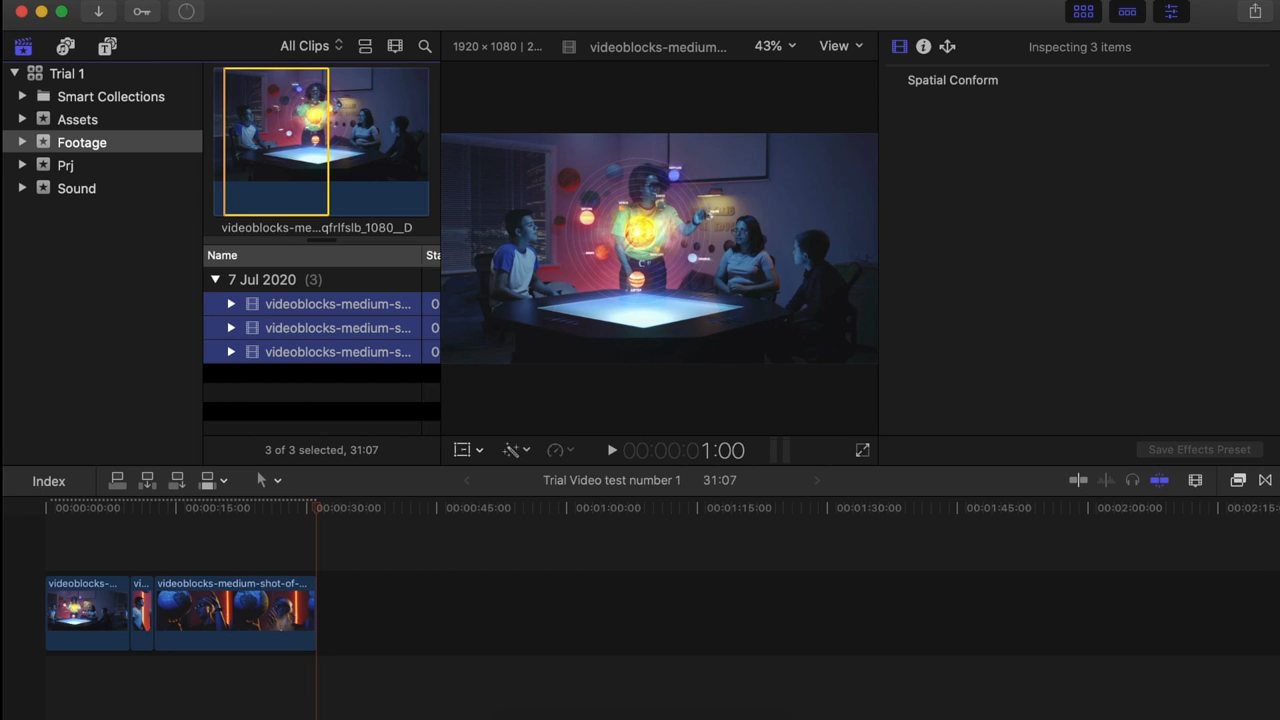 All Clips
1920 × 1080 | 2...
videoblocks-medium...
43%
View
Inspecting 3 items
Trial 1
Smart Collections
Assets
Footage
Prj
Sound
videoblocks-me...qfrlfslb_1080__D
Name
Sta
7 Jul 2020 (3)
videoblocks-medium-s...
0
videoblocks-medium-s...
0
videoblocks-medium-s...
0
3 of 3 selected, 31:07
Spatial Conform
00:00:01:00
Save Effects Preset
Index
Trial Video test number 1
31:07
00:00:00:00
00:00:15:00
00:00:30:00
00:00:45:00
00:01:00:00
00:01:15:00
00:01:30:00
00:01:45:00
00:02:00:00
00:02:15:0
videoblocks-...
vi...
videoblocks-medium-shot-of-...